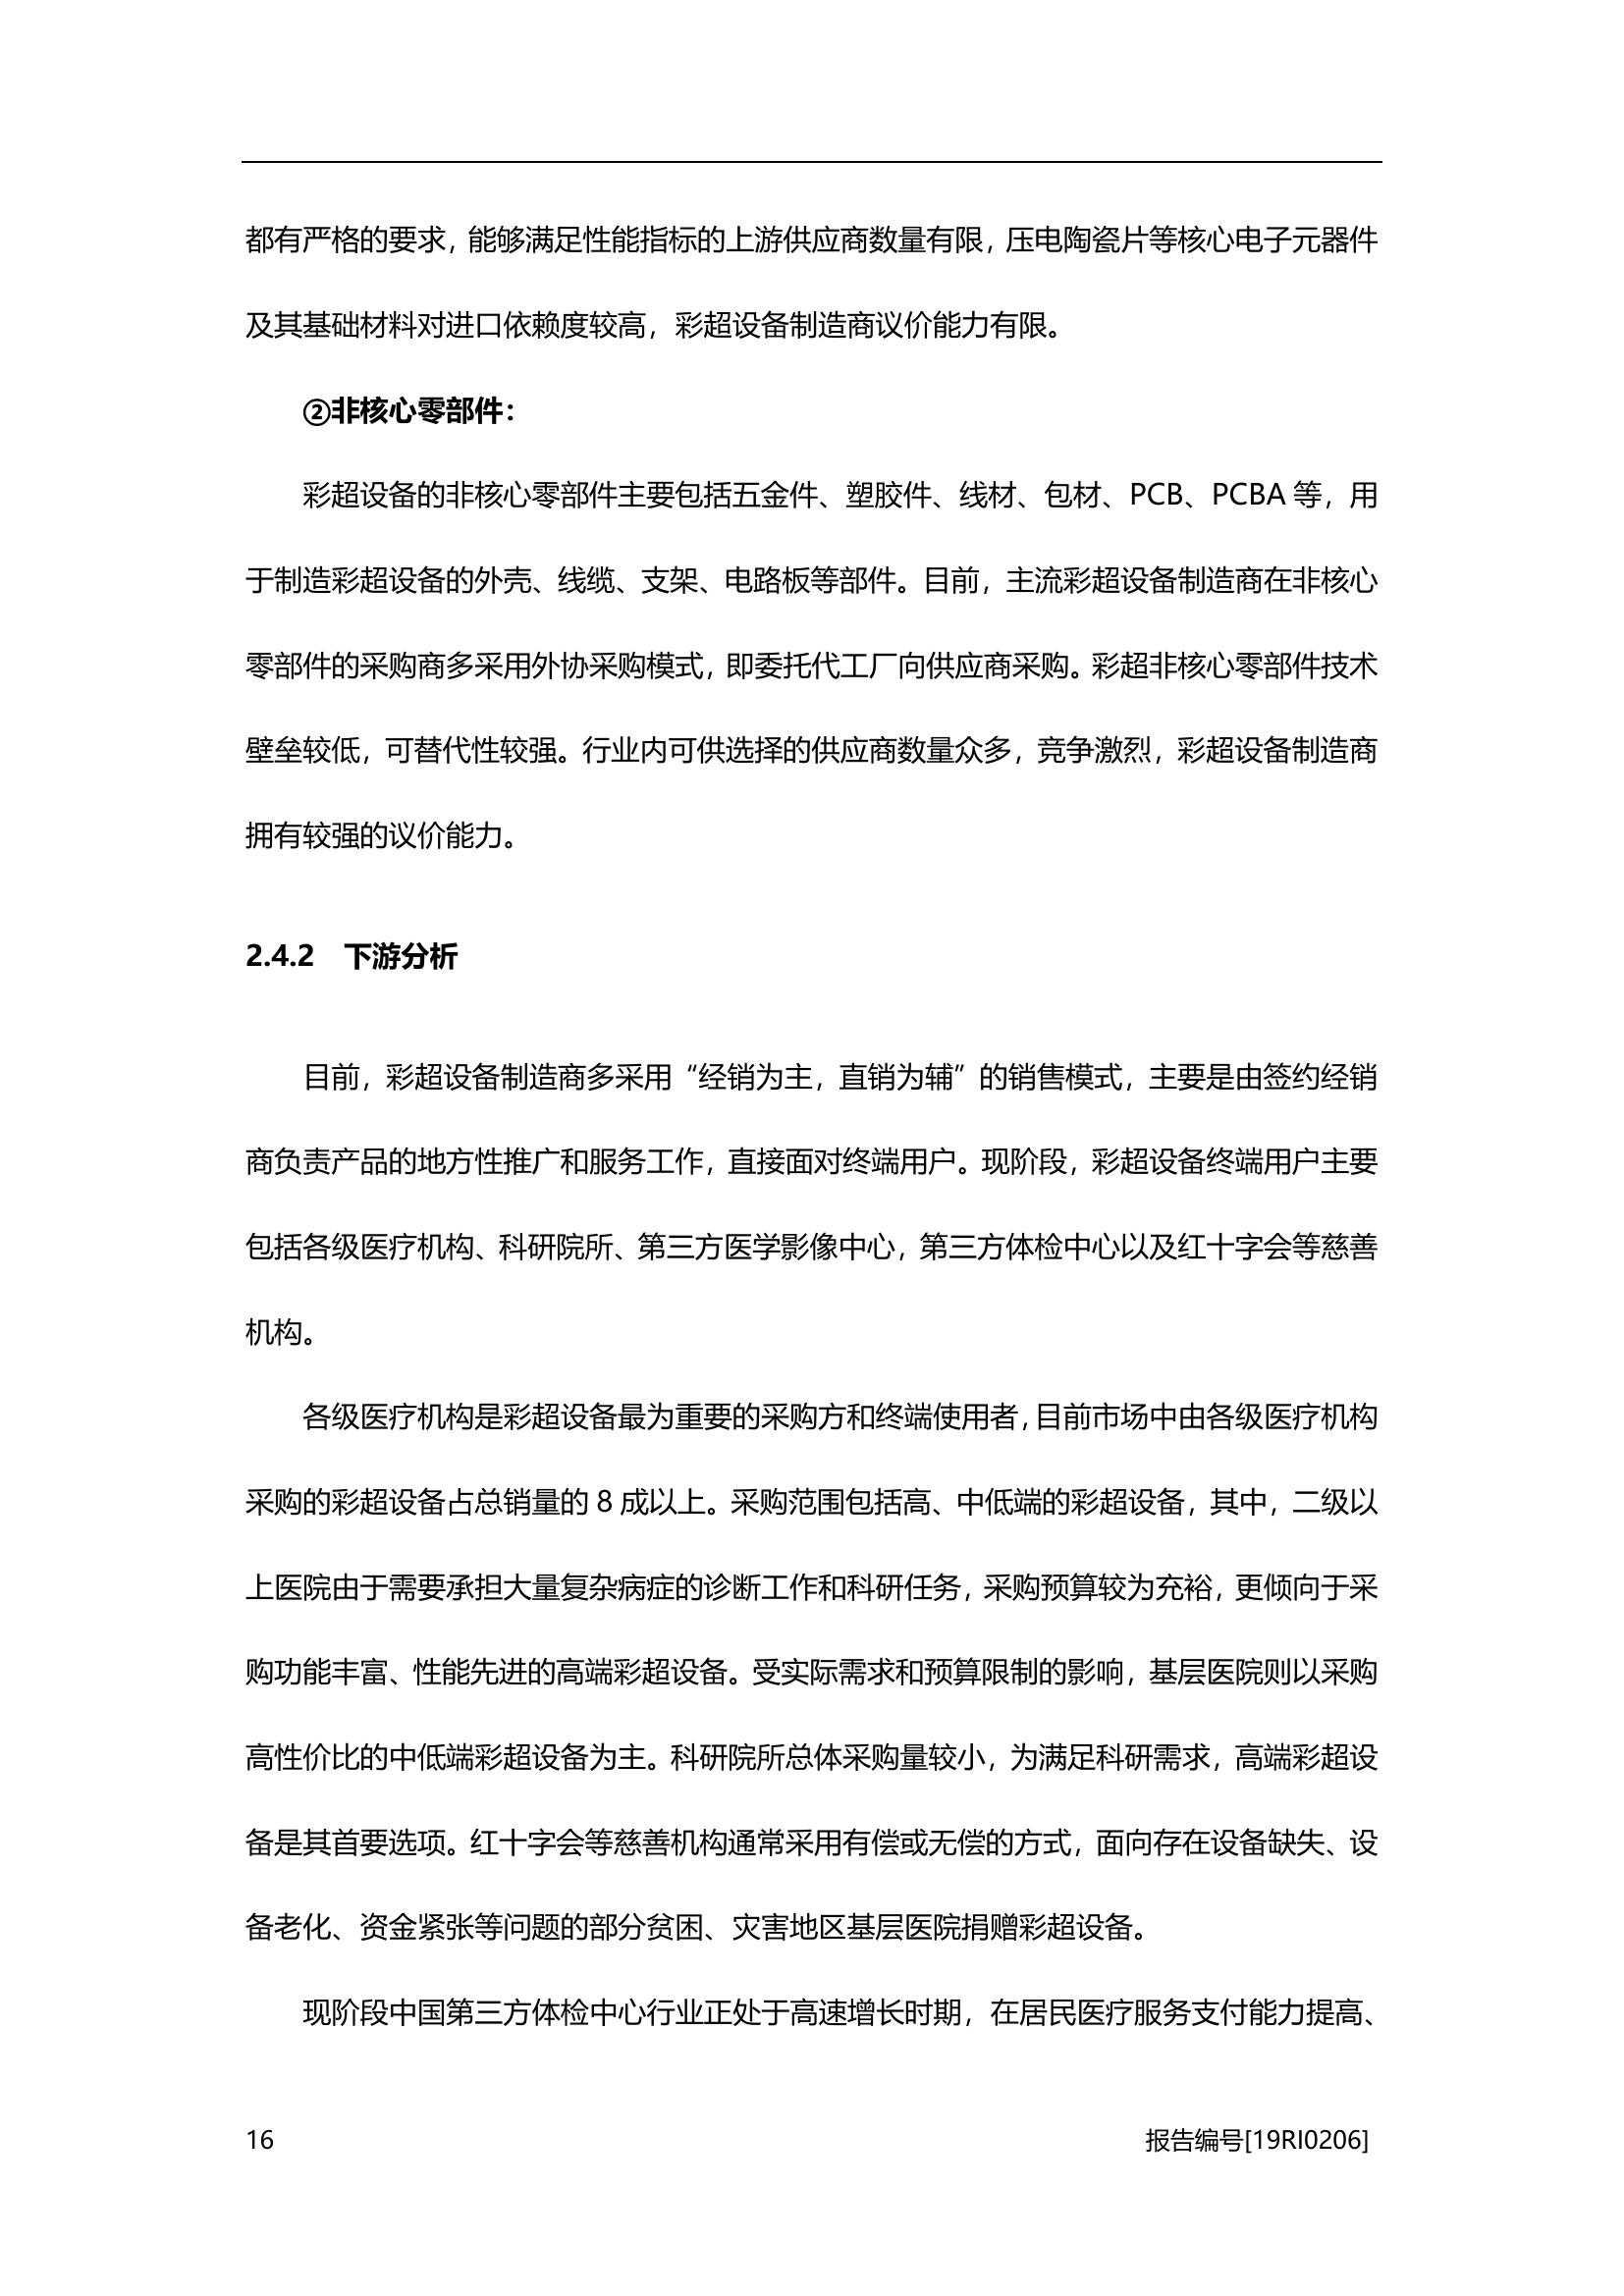 都有严格的要求，能够满足性能指标的上游供应商数量有限，压电陶瓷片等核心电子元器件
及其基础材料对进口依赖度较高，彩超设备制造商议价能力有限。
②非核心零部件：
彩超设备的非核心零部件主要包括五金件、塑胶件、线材、包材、PCB、PCBA 等，用
于制造彩超设备的外壳、线缆、支架、电路板等部件。目前，主流彩超设备制造商在非核心
零部件的采购商多采用外协采购模式，即委托代工厂向供应商采购。彩超非核心零部件技术
壁垒较低，可替代性较强。行业内可供选择的供应商数量众多，竞争激烈，彩超设备制造商
拥有较强的议价能力。
2.4.2 下游分析
目前，彩超设备制造商多采用“经销为主，直销为辅”的销售模式，主要是由签约经销
商负责产品的地方性推广和服务工作，直接面对终端用户。现阶段，彩超设备终端用户主要
包括各级医疗机构、科研院所、第三方医学影像中心，第三方体检中心以及红十字会等慈善
机构。
各级医疗机构是彩超设备最为重要的采购方和终端使用者，目前市场中由各级医疗机构
采购的彩超设备占总销量的 8 成以上。采购范围包括高、中低端的彩超设备，其中，二级以
上医院由于需要承担大量复杂病症的诊断工作和科研任务，采购预算较为充裕，更倾向于采
购功能丰富、性能先进的高端彩超设备。受实际需求和预算限制的影响，基层医院则以采购
高性价比的中低端彩超设备为主。科研院所总体采购量较小，为满足科研需求，高端彩超设
备是其首要选项。红十字会等慈善机构通常采用有偿或无偿的方式，面向存在设备缺失、设
备老化、资金紧张等问题的部分贫困、灾害地区基层医院捐赠彩超设备。
现阶段中国第三方体检中心行业正处于高速增长时期，在居民医疗服务支付能力提高、
16 报告编号[19RI0206]